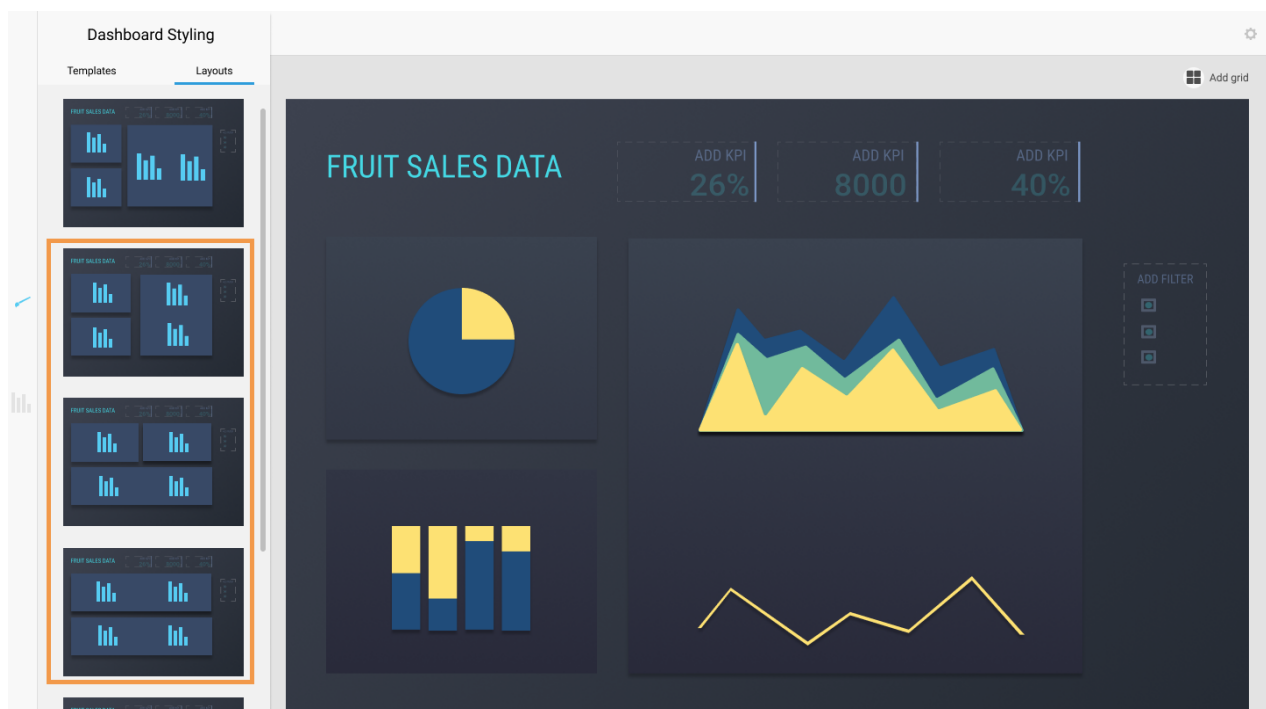 Dashboard Styling
Templates
Layouts
Add grid
FRUIT SALES DATA
FRUIT SALES DATA
FRUIT SALES DATA
FRUIT SALES DATA
FRUIT SALES DATA
ADD KPI
26%
ADD KPI
8000
ADD KPI
40%
ADD FILTER